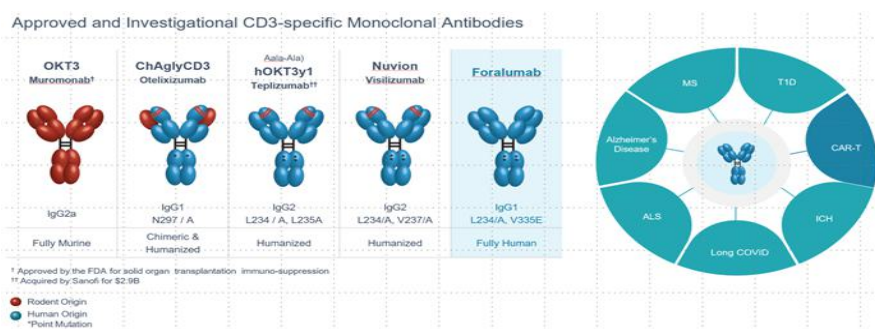 Approved and Investigational CD3-specific Monoclonal Antibodies
OKT3
Muromonab†
IgG2a
Fully Murine
ChAglyCD3
Otelixizumab
IgG1
N297 / A
Chimeric &
Humanized
Aala-Ala)
hOKT3y1
Teplizumab††
IgG2
L234 / A, L235A
Humanized
Nuvion
Visilizumab
IgG2
L234/A, V237/A
Humanized
Foralumab
IgG1
L234/A, V335E
Fully Human
† Approved by the FDA for solid organ transplantation immuno-suppression
†† Acquired by Sanofi for $2.9B
Rodent Origin
Human Origin
*Point Mutation
MS
T1D
Alzheimer's
Disease
CAR-T
ALS
ICH
Long COVID